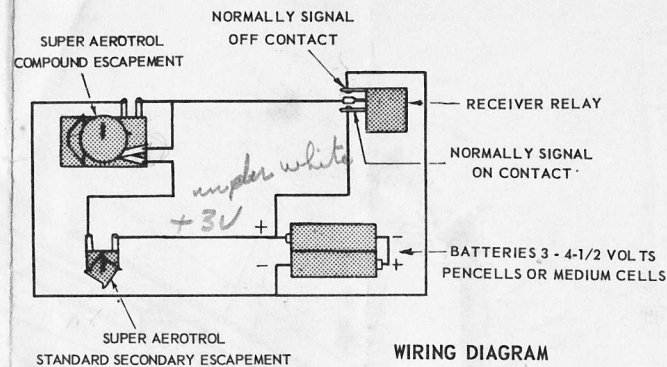 NORMALLY SIGNAL
OFF CONTACT
SUPER AEROTROL
COMPOUND ESCAPEMENT
RECEIVER RELAY
NORMALLY SIGNAL
ON CONTACT
white
+3V
+
-
-
+
BATTERIES 3 - 4-1/2 VOLTS
PENCELLS OR MEDIUM CELLS
SUPER AEROTROL
STANDARD SECONDARY ESCAPEMENT
WIRING DIAGRAM